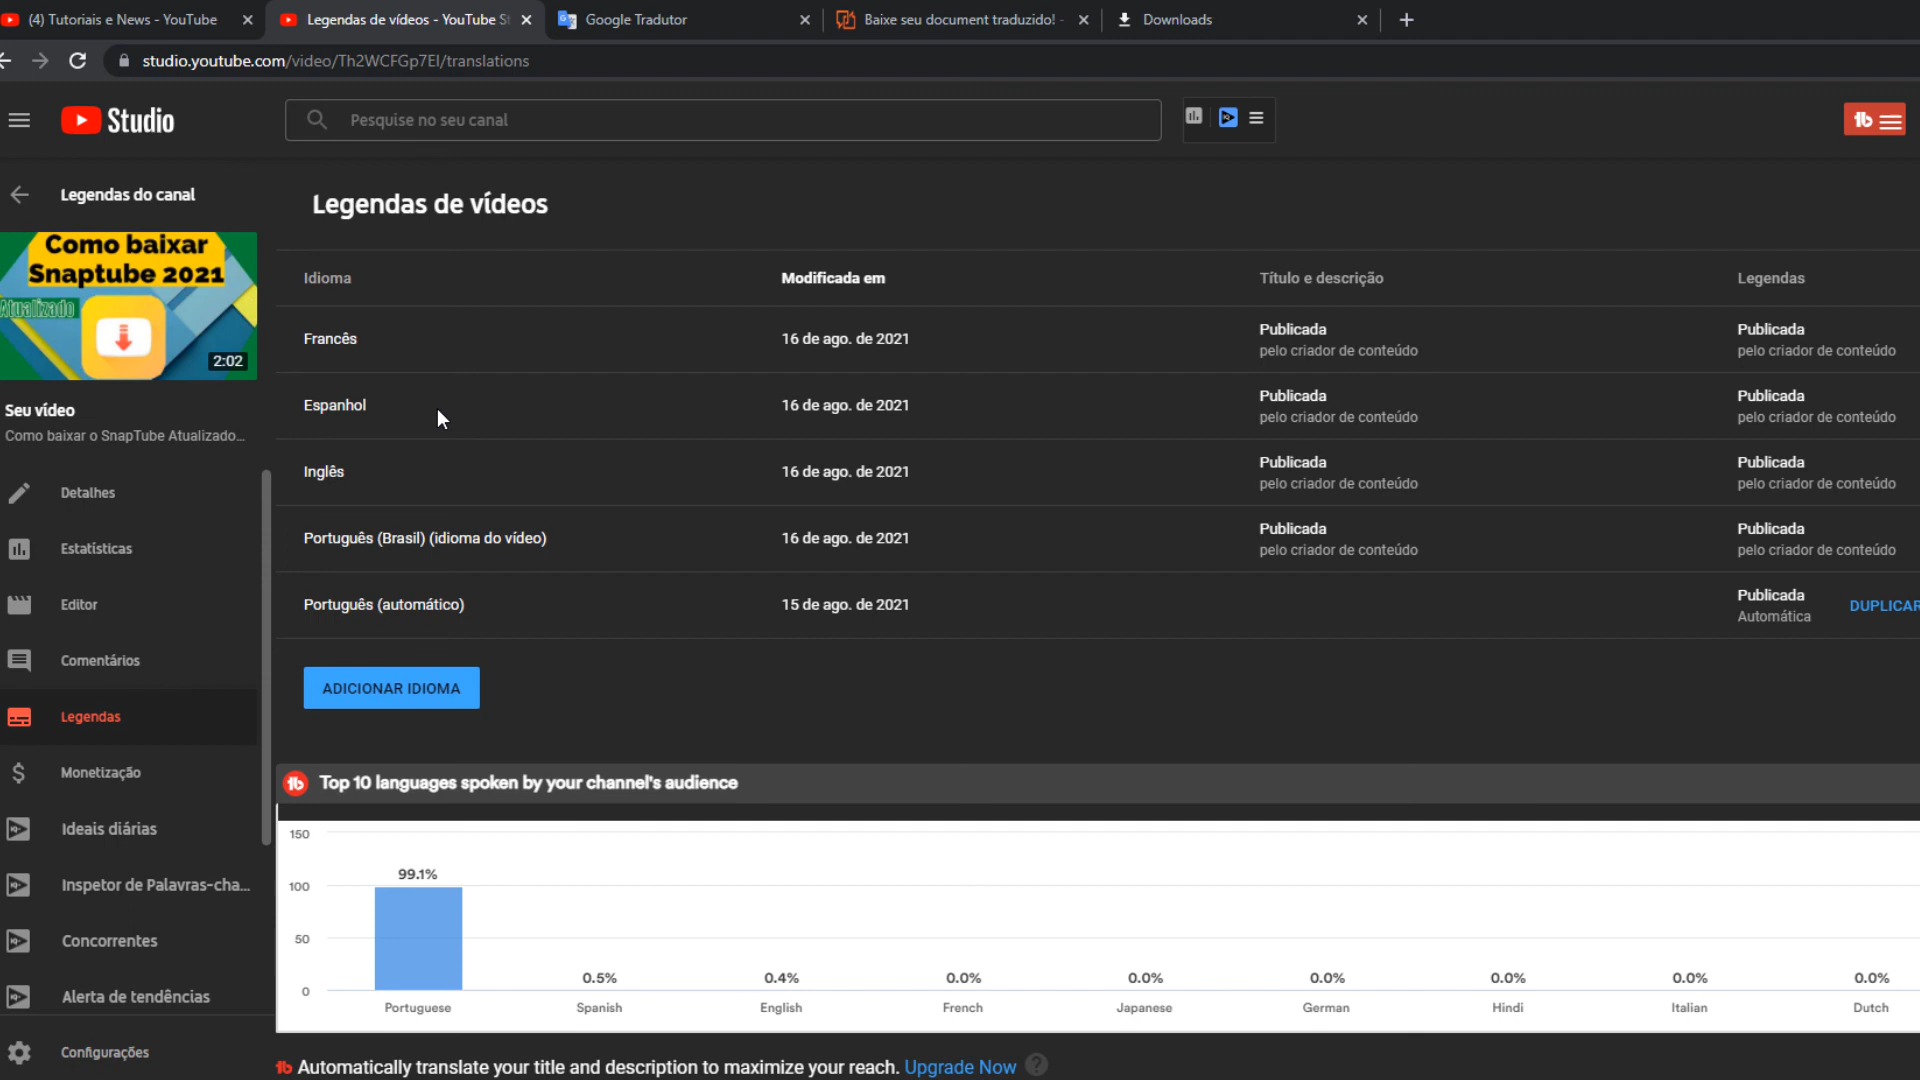 (4) Tutoriais e News - YouTube
Legendas de vídeos - YouTube St
Google Tradutor
Baixe seu document traduzido! -
Downloads
studio.youtube.com/video/Th2WCFGp7EI/translations
Studio
Pesquise no seu canal
Legendas do canal
Legendas de vídeos
Como baixar
Snaptube 2021
Atualizado
2:02
Seu vídeo
Como baixar o SnapTube Atualizado...
Detalhes
Estatísticas
Editor
Comentários
Legendas
Monetização
Ideais diárias
Inspetor de Palavras-cha...
Concorrentes
Alerta de tendências
Configurações
Idioma Modificada em Título e descrição Legendas
Francês 16 de ago. de 2021 Publicada Publicada
pelo criador de conteúdo pelo criador de conteúdo
Espanhol 16 de ago. de 2021 Publicada Publicada
pelo criador de conteúdo pelo criador de conteúdo
Inglês 16 de ago. de 2021 Publicada Publicada
pelo criador de conteúdo pelo criador de conteúdo
Português (Brasil) (idioma do vídeo) 16 de ago. de 2021 Publicada Publicada
pelo criador de conteúdo pelo criador de conteúdo
Português (automático) 15 de ago. de 2021 Publicada
Automática DUPLICAR
ADICIONAR IDIOMA
Top 10 languages spoken by your channel's audience
150
100
50
0
99.1% 0.5% 0.4% 0.0% 0.0% 0.0% 0.0% 0.0% 0.0%
Portuguese Spanish English French Japanese German Hindi Italian Dutch
Automatically translate your title and description to maximize your reach. Upgrade Now ?